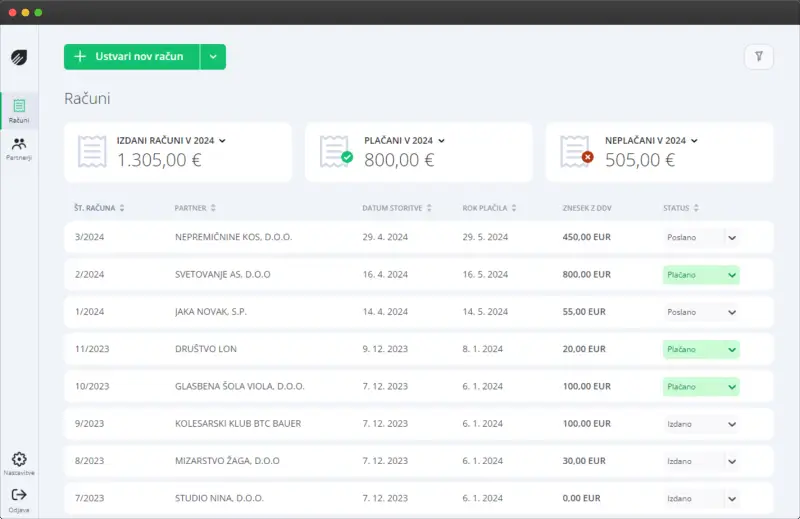 Ustvari nov račun
Računi
Partnerji
Nastavitve
Odjava
Računi
IZDANI RAČUNI V 2024
1.305,00 €
PLAČANI V 2024
800,00 €
NEPLAČANI V 2024
505,00 €
ŠT. RAČUNA PARTNER DATUM STORITVE ROK PLAČILA ZNESEK Z DDV STATUS
3/2024 NEPREMIČNINE KOS, D.O.O. 29. 4. 2024 29. 5. 2024 450,00 EUR Poslano
2/2024 SVETOVANJE AS, D.O.O 16. 4. 2024 16. 5. 2024 800,00 EUR Plačano
1/2024 JAKA NOVAK, S.P. 14. 4. 2024 14. 5. 2024 55,00 EUR Poslano
11/2023 DRUŠTVO LON 9. 12. 2023 8. 1. 2024 20,00 EUR Plačano
10/2023 GLASBENA ŠOLA VIOLA, D.O.O. 7. 12. 2023 6. 1. 2024 100,00 EUR Plačano
9/2023 KOLESARSKI KLUB BTC BAUER 7. 12. 2023 6. 1. 2024 100,00 EUR Izdano
8/2023 MIZARSTVO ŽAGA, D.O.O 7. 12. 2023 6. 1. 2024 30,00 EUR Izdano
7/2023 STUDIO NINA, D.O.O. 7. 12. 2023 6. 1. 2024 0,00 EUR Izdano